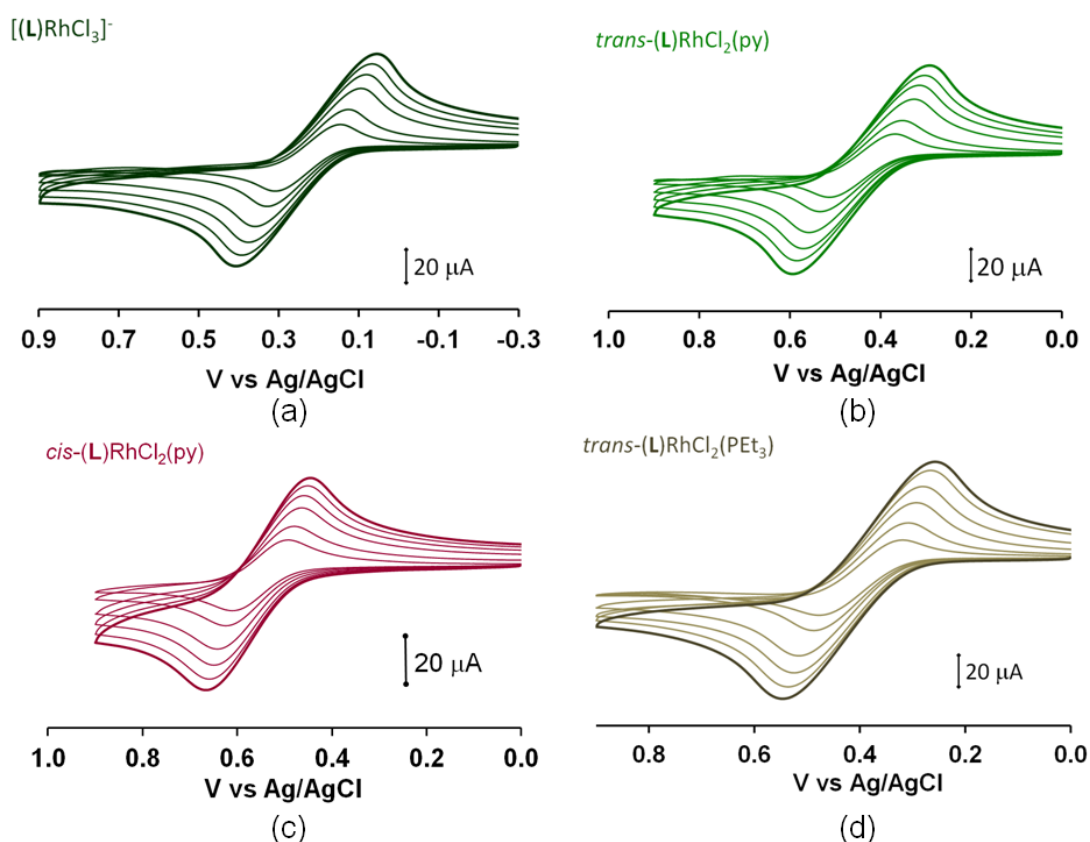 [(L)RhCl₃]⁻
20 μA
0.9 0.7 0.5 0.3 0.1 -0.1 -0.3
V vs Ag/AgCl
(a)
trans-(L)RhCl₂(py)
20 μA
1.0 0.8 0.6 0.4 0.2 0.0
V vs Ag/AgCl
(b)
cis-(L)RhCl₂(py)
20 μA
1.0 0.8 0.6 0.4 0.2 0.0
V vs Ag/AgCl
(c)
trans-(L)RhCl₂(PEt₃)
20 μA
0.8 0.6 0.4 0.2 0.0
V vs Ag/AgCl
(d)